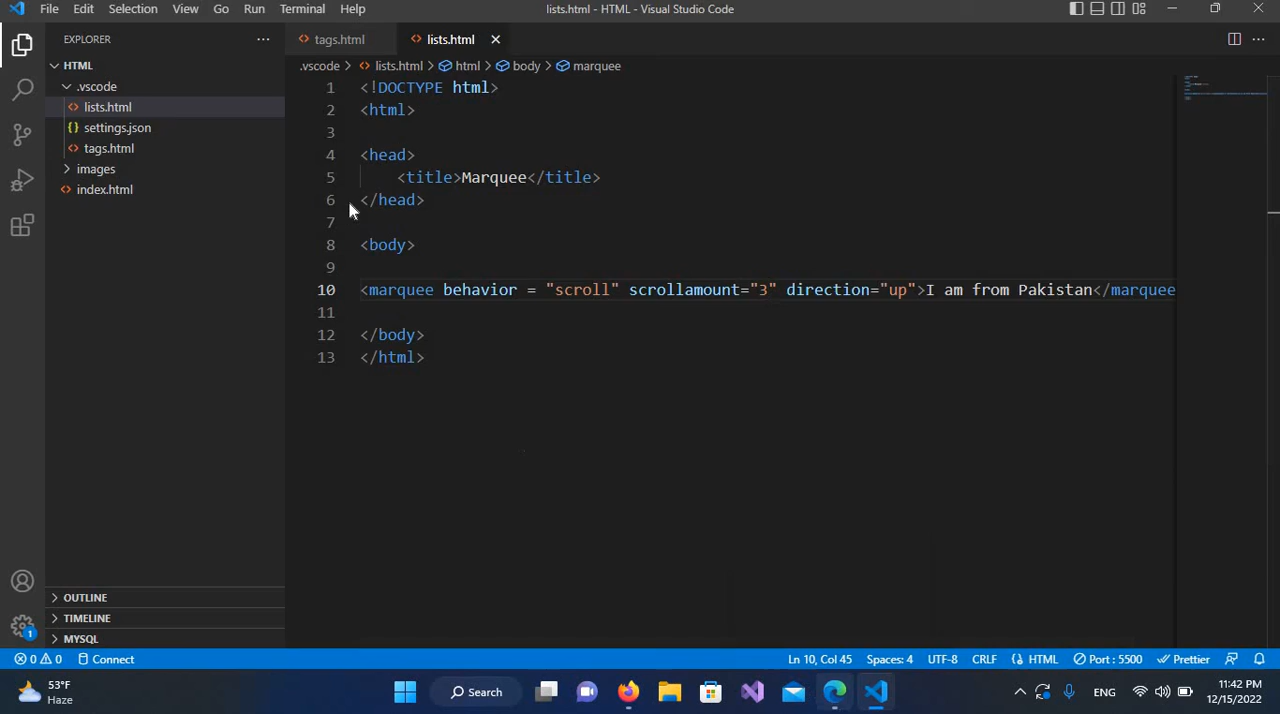 File Edit Selection View Go Run Terminal Help
lists.html - HTML - Visual Studio Code
EXPLORER
HTML
.vscode
lists.html
settings.json
tags.html
images
index.html
OUTLINE
TIMELINE
MYSQL
tags.html
lists.html
.vscode > lists.html > html > body > marquee
1 <!DOCTYPE html>
2 <html>
3
4 <head>
5 <title>Marquee</title>
6 </head>
7
8 <body>
9
10 <marquee behavior = "scroll" scrollamount="3" direction="up">I am from Pakistan</marquee
11
12 </body>
13 </html>
0 0 Connect
Ln 10, Col 45 Spaces: 4 UTF-8 CRLF HTML Port : 5500 Prettier
1
53°F
Haze
Search
ENG
11:42 PM
12/15/2022